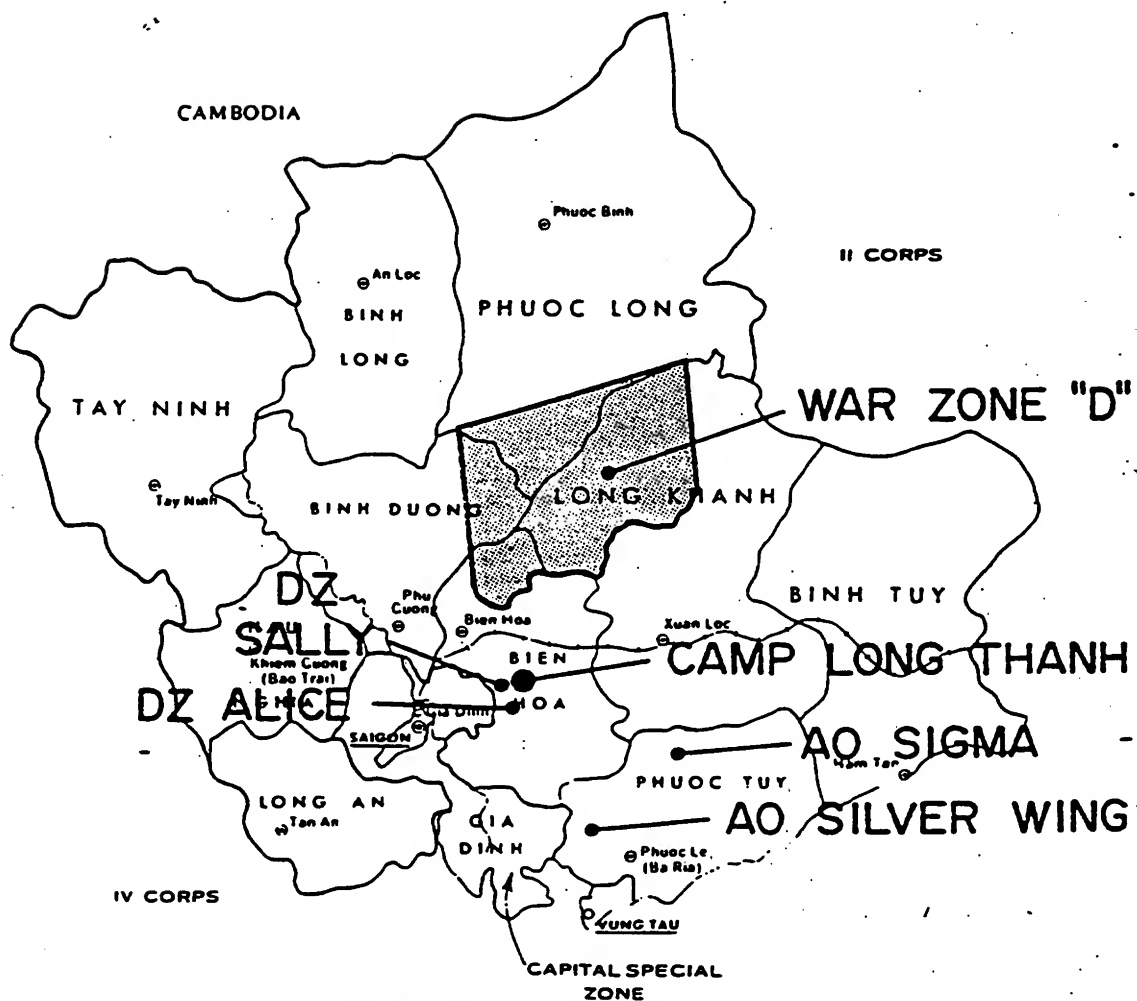 CAMBODIA
Phuoc Binh
II CORPS
An Loc
BINH
LONG
PHUOC LONG
TAY NINH
WAR ZONE "D"
Tay Ninh
BINH DUONG
LONG KHANH
DZ
SALLY
Phu
Cuong
Bien Hoa
Xuan Loc
BINH TUY
Khiem Cuong
(Bao Trai)
BIEN
HOA
CAMP LONG THANH
DZ ALICE
Gia Dinh
SAIGON
AO SIGMA
Ham Tan
PHUOC TUY
LONG AN
Tan An
GIA
DINH
AO SILVER WING
Phuoc Le
(Ba Ria)
IV CORPS
VUNG TAU
CAPITAL SPECIAL
ZONE